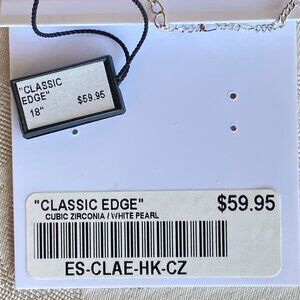 "CLASSIC
EDGE"
18" $59.95
"CLASSIC EDGE" $59.95
CUBIC ZIRCONIA / WHITE PEARL
ES-CLAE-HK-CZ